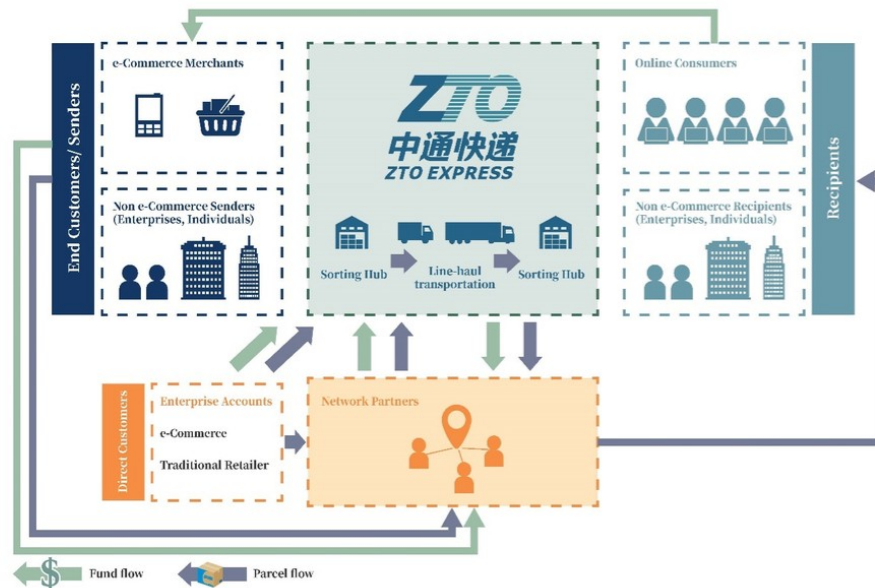 End Customers/ Senders
e-Commerce Merchants
Non e-Commerce Senders
(Enterprises, Individuals)
ZTO
中通快递
ZTO EXPRESS
Sorting Hub
Line-haul
transportation
Sorting Hub
Online Consumers
Non e-Commerce Recipients
(Enterprises, Individuals)
Recipients
Direct Customers
Enterprise Accounts
e-Commerce
Traditional Retailer
Network Partners
$
Fund flow
Parcel flow